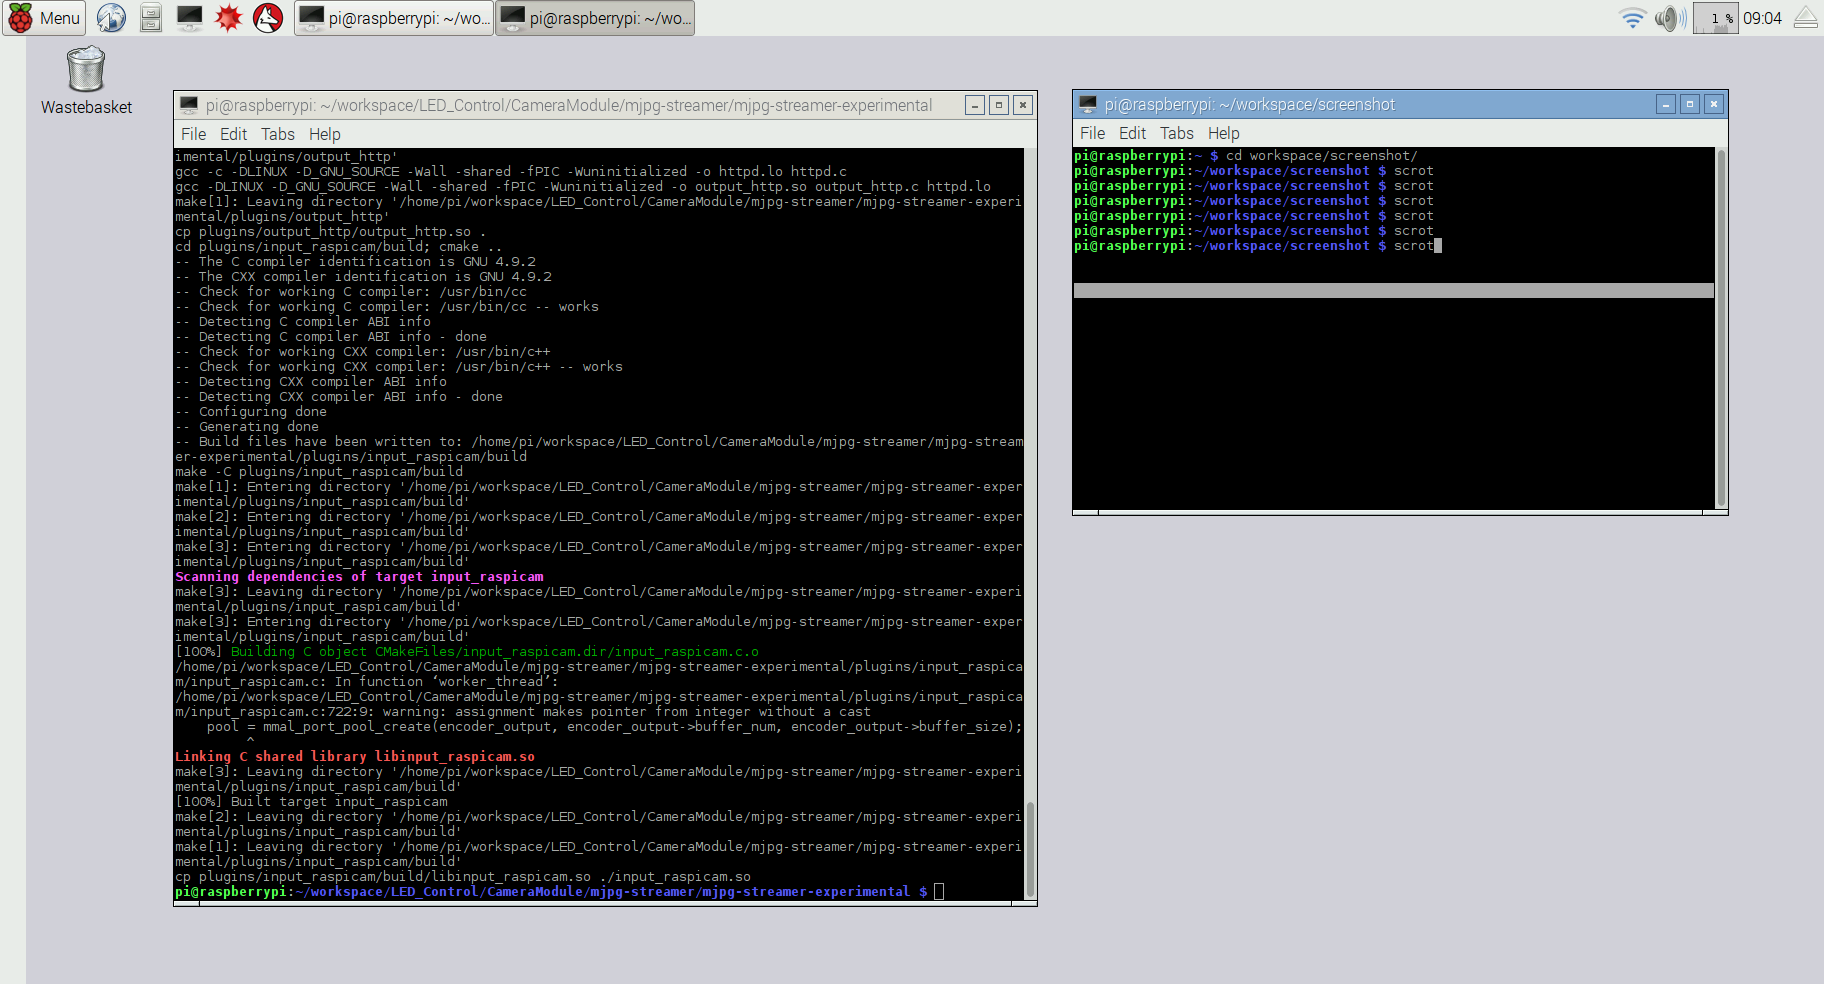 Menu
pi@raspberrypi: ~/wo...
pi@raspberrypi: ~/wo...
1 %
09:04
Wastebasket
pi@raspberrypi: ~/workspace/LED_Control/CameraModule/mjpg-streamer/mjpg-streamer-experimental
File Edit Tabs Help
imental/plugins/output_http'
gcc -c -DLINUX -D_GNU_SOURCE -Wall -shared -fPIC -Wuninitialized -o httpd.lo httpd.c
gcc -DLINUX -D_GNU_SOURCE -Wall -shared -fPIC -Wuninitialized -o output_http.so output_http.c httpd.lo
make[1]: Leaving directory '/home/pi/workspace/LED_Control/CameraModule/mjpg-streamer/mjpg-streamer-experi
mental/plugins/output_http'
cp plugins/output_http/output_http.so .
cd plugins/input_raspicam/build; cmake ..
-- The C compiler identification is GNU 4.9.2
-- The CXX compiler identification is GNU 4.9.2
-- Check for working C compiler: /usr/bin/cc
-- Check for working C compiler: /usr/bin/cc -- works
-- Detecting C compiler ABI info
-- Detecting C compiler ABI info - done
-- Check for working CXX compiler: /usr/bin/c++
-- Check for working CXX compiler: /usr/bin/c++ -- works
-- Detecting CXX compiler ABI info
-- Detecting CXX compiler ABI info - done
-- Configuring done
-- Generating done
-- Build files have been written to: /home/pi/workspace/LED_Control/CameraModule/mjpg-streamer/mjpg-stream
er-experimental/plugins/input_raspicam/build
make -C plugins/input_raspicam/build
make[1]: Entering directory '/home/pi/workspace/LED_Control/CameraModule/mjpg-streamer/mjpg-streamer-exper
imental/plugins/input_raspicam/build'
make[2]: Entering directory '/home/pi/workspace/LED_Control/CameraModule/mjpg-streamer/mjpg-streamer-exper
imental/plugins/input_raspicam/build'
make[3]: Entering directory '/home/pi/workspace/LED_Control/CameraModule/mjpg-streamer/mjpg-streamer-exper
imental/plugins/input_raspicam/build'
Scanning dependencies of target input_raspicam
make[3]: Leaving directory '/home/pi/workspace/LED_Control/CameraModule/mjpg-streamer/mjpg-streamer-experi
mental/plugins/input_raspicam/build'
make[3]: Entering directory '/home/pi/workspace/LED_Control/CameraModule/mjpg-streamer/mjpg-streamer-exper
imental/plugins/input_raspicam/build'
[100%] Building C object CMakeFiles/input_raspicam.dir/input_raspicam.c.o
/home/pi/workspace/LED_Control/CameraModule/mjpg-streamer/mjpg-streamer-experimental/plugins/input_raspica
m/input_raspicam.c: In function ‘worker_thread’:
/home/pi/workspace/LED_Control/CameraModule/mjpg-streamer/mjpg-streamer-experimental/plugins/input_raspica
m/input_raspicam.c:722:9: warning: assignment makes pointer from integer without a cast
pool = mmal_port_pool_create(encoder_output, encoder_output->buffer_num, encoder_output->buffer_size);
^
Linking C shared library libinput_raspicam.so
make[3]: Leaving directory '/home/pi/workspace/LED_Control/CameraModule/mjpg-streamer/mjpg-streamer-experi
mental/plugins/input_raspicam/build'
[100%] Built target input_raspicam
make[2]: Leaving directory '/home/pi/workspace/LED_Control/CameraModule/mjpg-streamer/mjpg-streamer-experi
mental/plugins/input_raspicam/build'
make[1]: Leaving directory '/home/pi/workspace/LED_Control/CameraModule/mjpg-streamer/mjpg-streamer-experi
mental/plugins/input_raspicam/build'
cp plugins/input_raspicam/build/libinput_raspicam.so ./input_raspicam.so
pi@raspberrypi:~/workspace/LED_Control/CameraModule/mjpg-streamer/mjpg-streamer-experimental $
pi@raspberrypi: ~/workspace/screenshot
File Edit Tabs Help
pi@raspberrypi:~ $ cd workspace/screenshot/
pi@raspberrypi:~/workspace/screenshot $ scrot
pi@raspberrypi:~/workspace/screenshot $ scrot
pi@raspberrypi:~/workspace/screenshot $ scrot
pi@raspberrypi:~/workspace/screenshot $ scrot
pi@raspberrypi:~/workspace/screenshot $ scrot
pi@raspberrypi:~/workspace/screenshot $ scrot